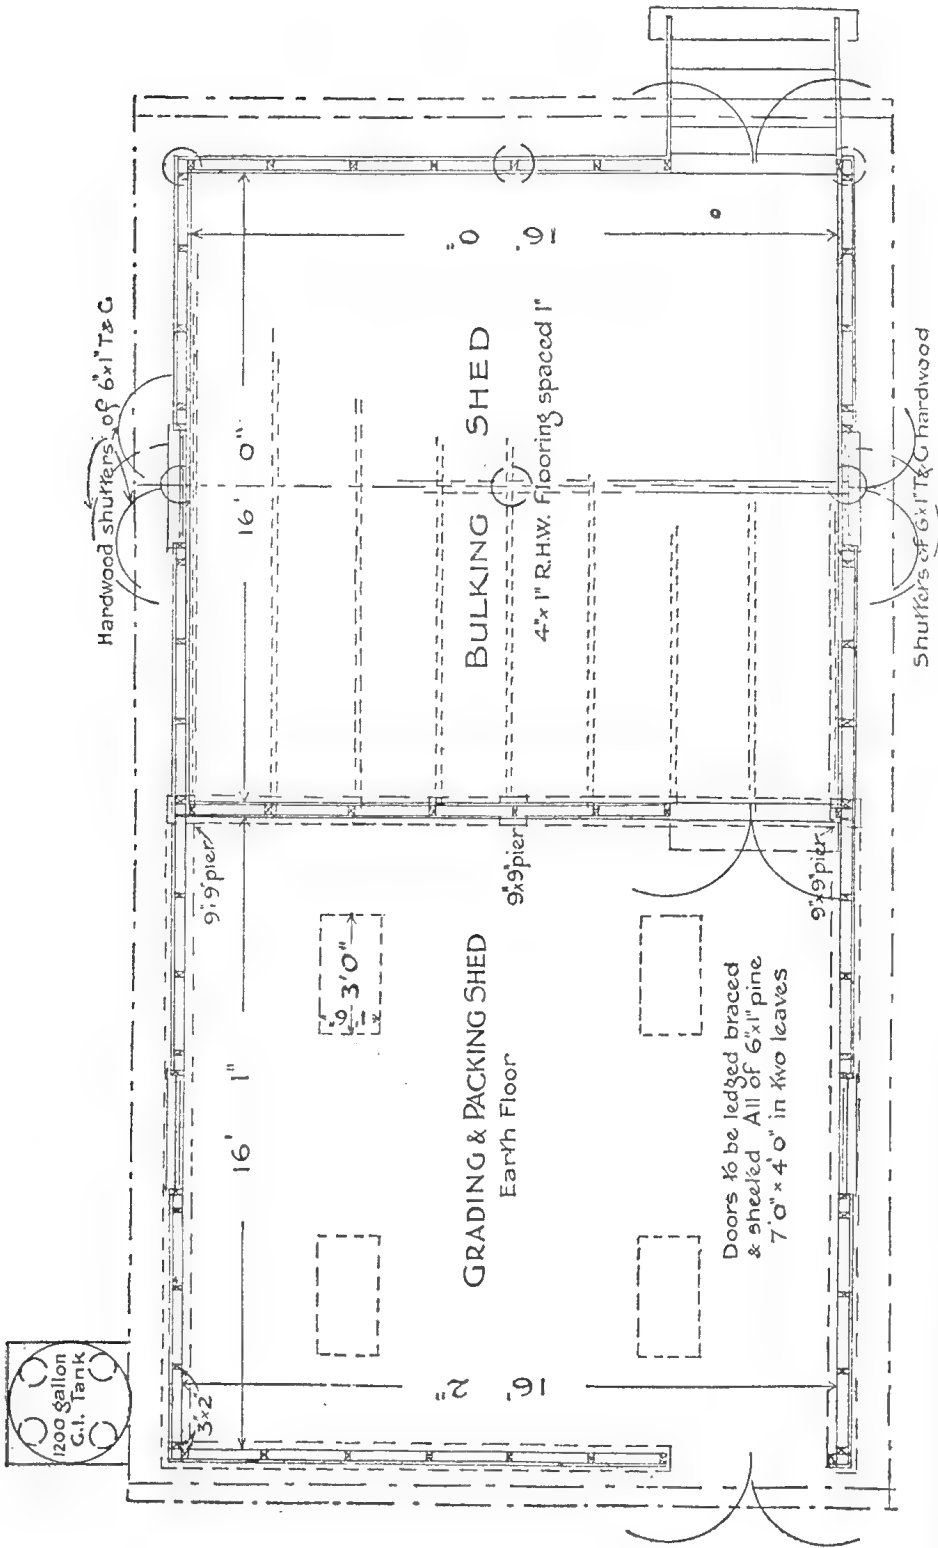 Hardwood shutters of 6"x1" T&G
16' 0"
16' 0"
BULKING SHED
4"x1" R.H.W. flooring spaced 1"
Shutters of 6"x1" T&G hardwood
9"x9" pier
9"x9" pier
9"x9" pier
1'9"
3'0"
GRADING & PACKING SHED
Earth Floor
16' 1"
Doors to be ledged braced
& sheeted All of 6"x1" pine
7'0" x 4'0" in two leaves
16' 2"
3"x2"
1200 gallon
G.I. Tank